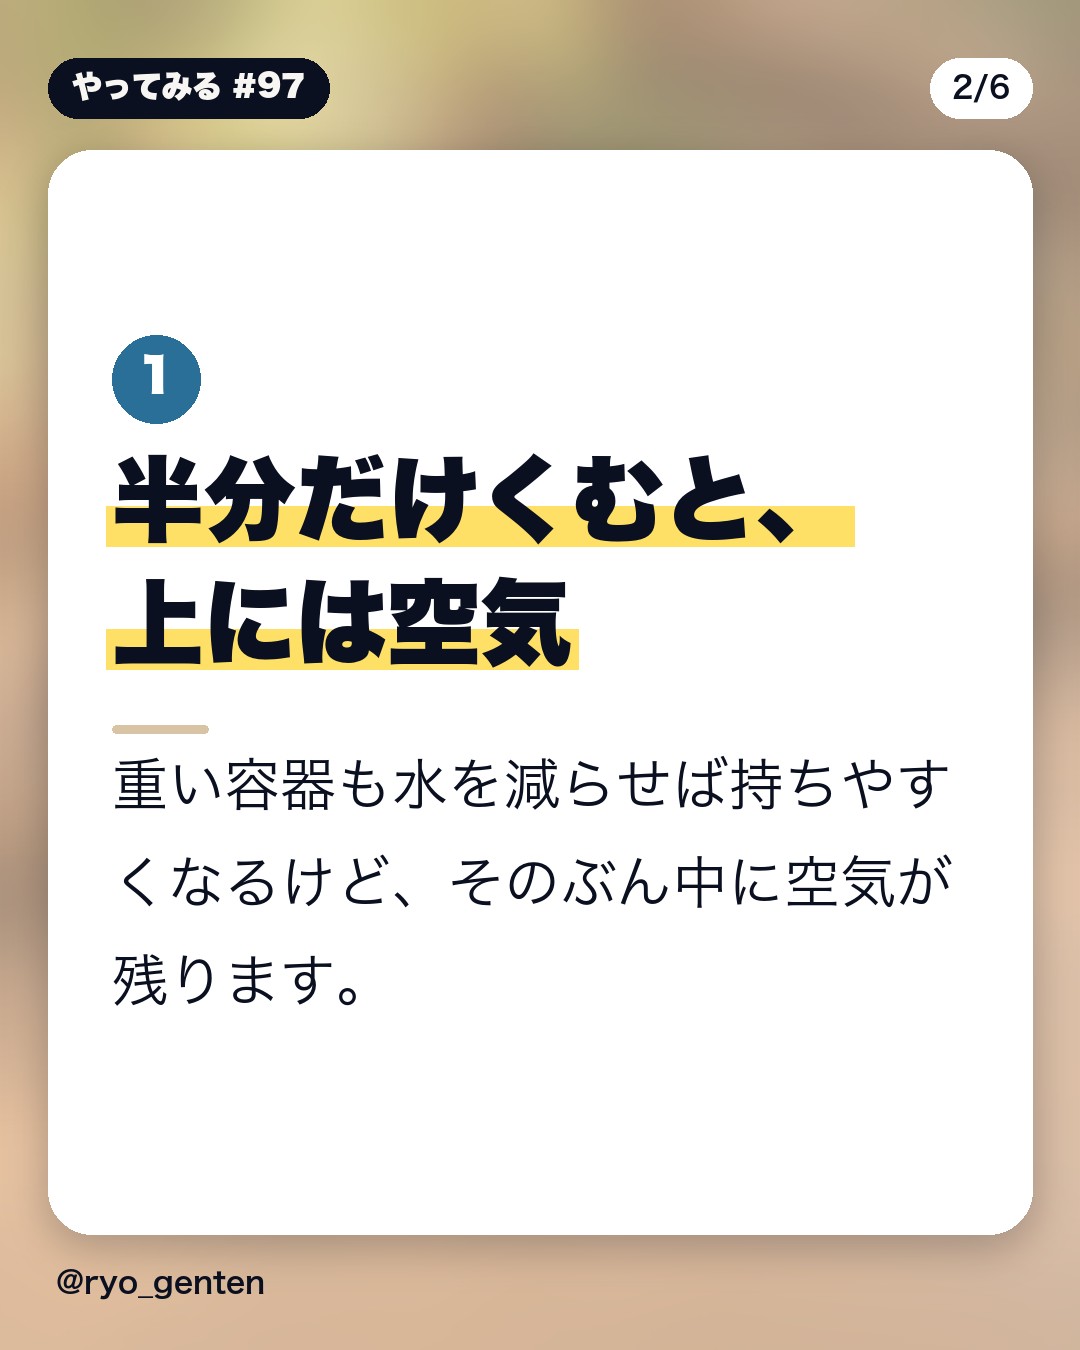 やってみる #97
2/6
1
半分だけくむと、
上には空気
重い容器も水を減らせば持ちやす
くなるけど、そのぶん中に空気が
残ります。
@ryo_genten